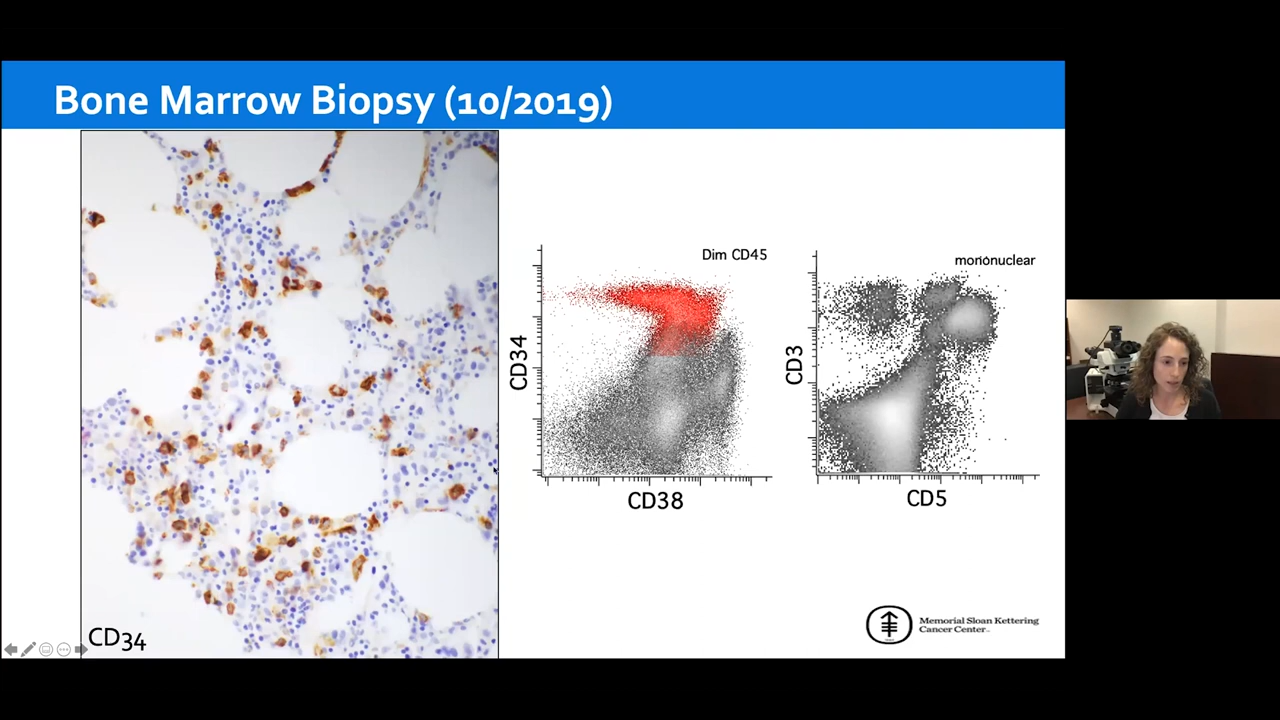 Bone Marrow Biopsy (10/2019)
CD34
Dim CD45
CD34
CD38
mononuclear
CD3
CD5
Memorial Sloan Kettering
Cancer Center